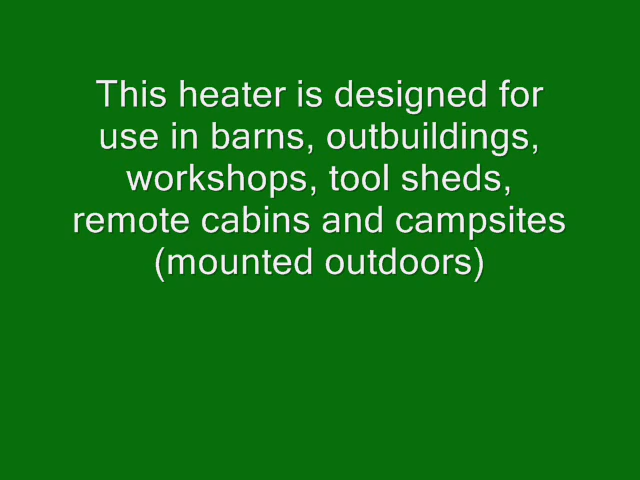 This heater is designed for
use in barns, outbuildings,
workshops, tool sheds,
remote cabins and campsites
(mounted outdoors)